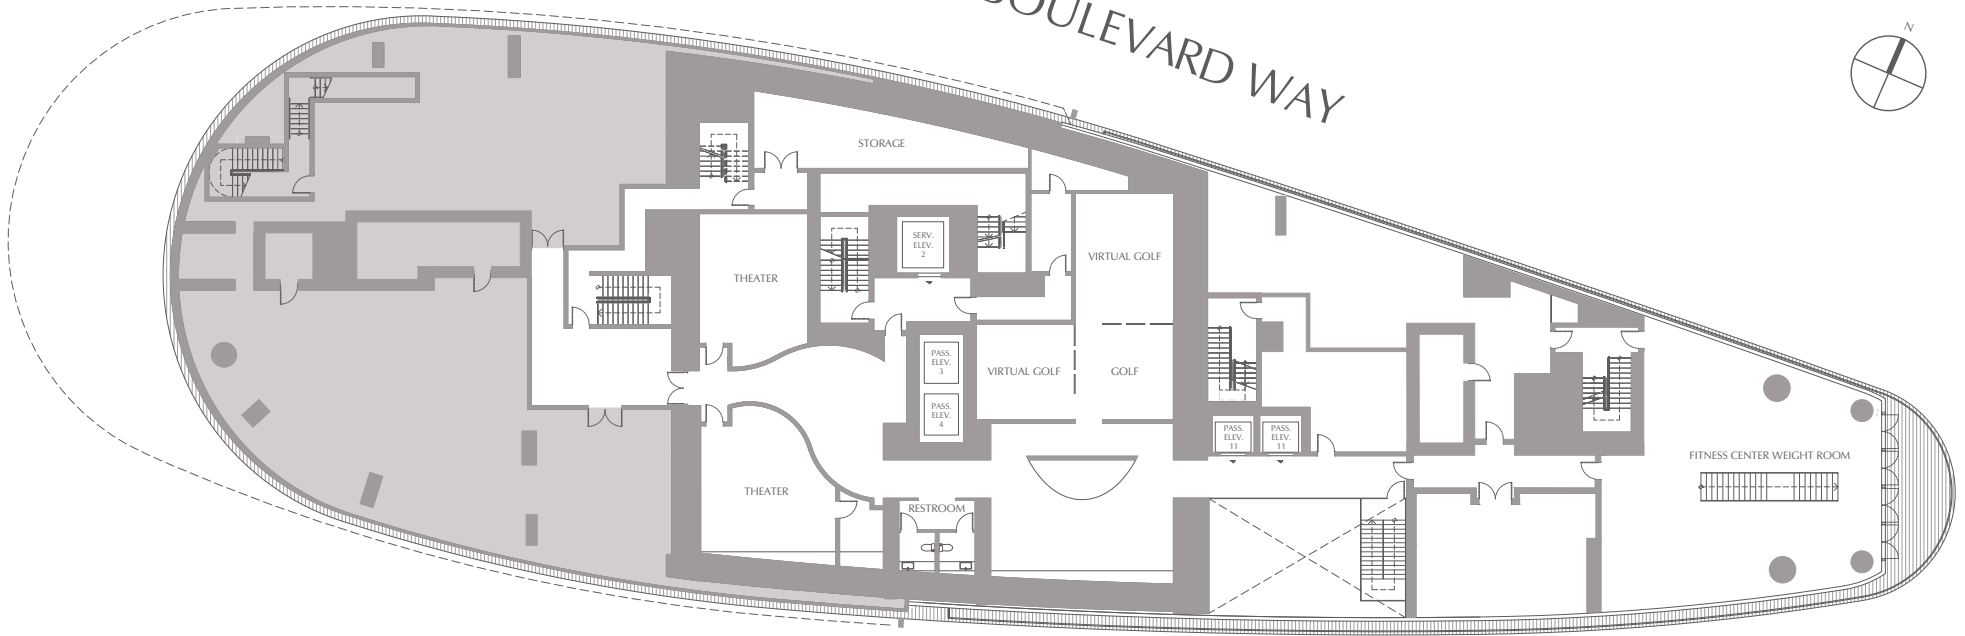 BOULEVARD WAY
N
STORAGE
SERV.
ELEV.
2
VIRTUAL GOLF
THEATER
PASS.
ELEV.
3
VIRTUAL GOLF
GOLF
PASS.
ELEV.
4
PASS.
ELEV.
11
PASS.
ELEV.
11
FITNESS CENTER WEIGHT ROOM
THEATER
RESTROOM